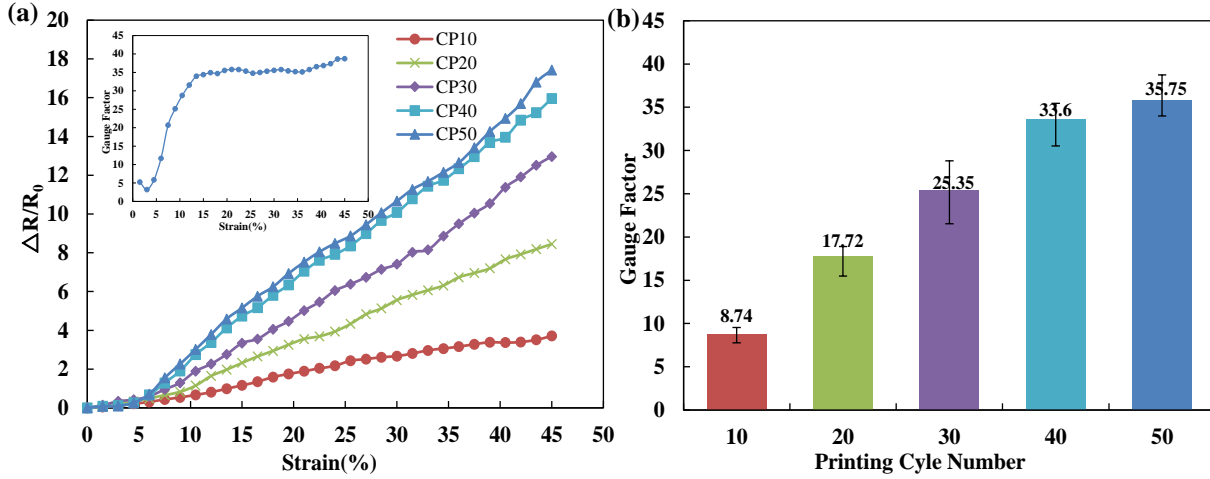 (a)
20
18
16
14
12
10
8
6
4
2
0
△R/R0
0 5 10 15 20 25 30 35 40 45 50
Strain(%)
CP10
CP20
CP30
CP40
CP50
45
40
35
30
25
20
15
10
5
0
Gauge Factor
0 5 10 15 20 25 30 35 40 45 50
Strain(%)
(b)
45
40
35
30
25
20
15
10
5
0
Gauge Factor
8.74
17.72
25.35
33.6
35.75
10 20 30 40 50
Printing Cyle Number